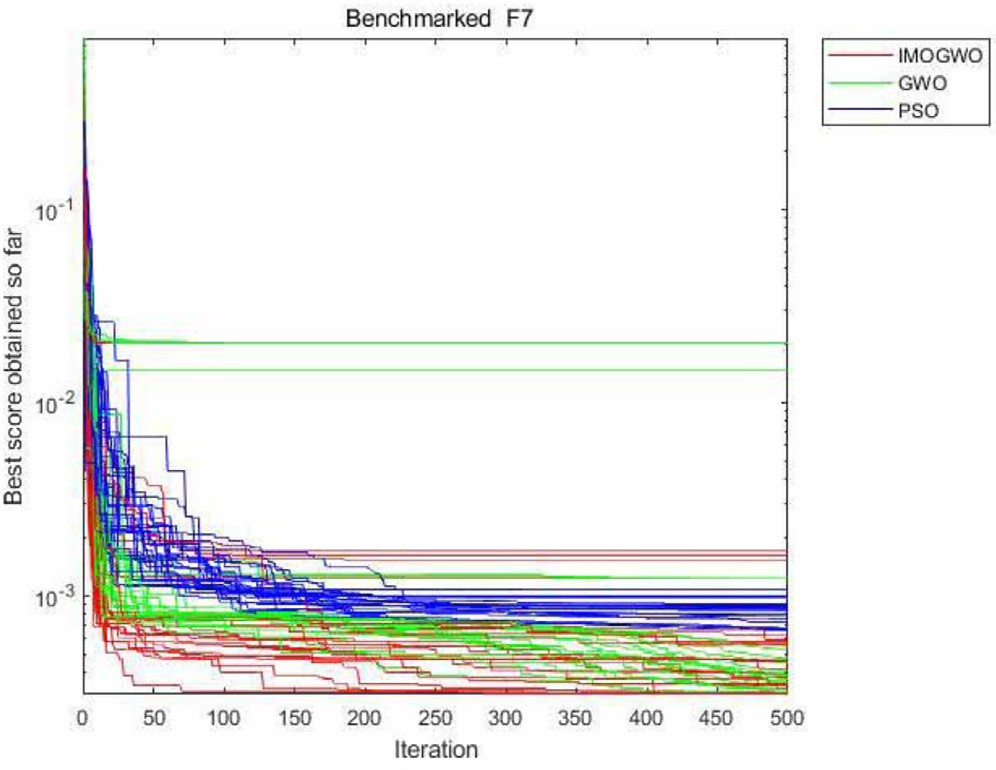 Benchmarked F7
IMOGWO
GWO
PSO
Best score obtained so far
10-1
10-2
10-3
0 50 100 150 200 250 300 350 400 450 500
Iteration